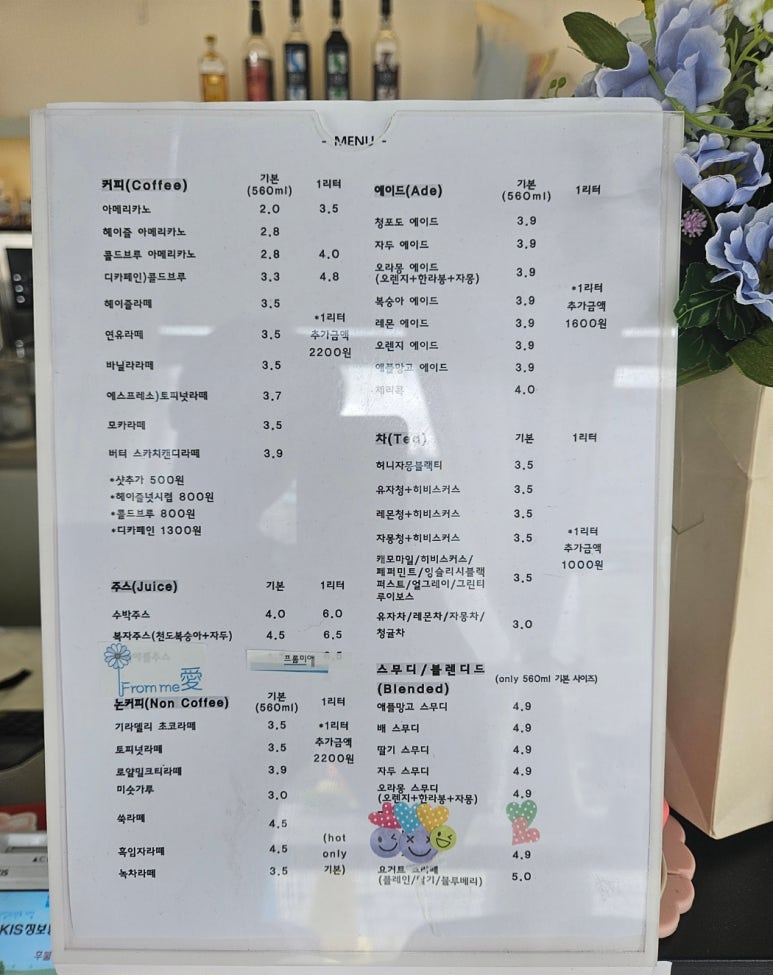 - MENU -
커피(Coffee) 기본 (560ml) 1리터
아메리카노 2.0 3.5
헤이즐 아메리카노 2.8
콜드브루 아메리카노 2.8 4.0
디카페인)콜드브루 3.3 4.8
헤이즐라떼 3.5
연유라떼 3.5
바닐라라떼 3.5
에스프레소)토피넛라떼 3.7
모카라떼 3.5
버터 스카치캔디라떼 3.9
*1리터
추가금액
2200원
*샷추가 500원
*헤이즐넛시럽 800원
*콜드브루 800원
*디카페인 1300원
주스(Juice) 기본 1리터
수박주스 4.0 6.0
복자주스(천도복숭아+자두) 4.5 6.5
프롬미애
From me 愛
논커피(Non Coffee) 기본 (560ml) 1리터
기라델리 초코라떼 3.5
토피넛라떼 3.5
로얄밀크티라떼 3.9
미숫가루 3.0
쑥라떼 4.5
흑임자라떼 4.5
녹차라떼 3.5
*1리터
추가금액
2200원
(hot
only
기본)
에이드(Ade) 기본 (560ml) 1리터
청포도 에이드 3.9
자두 에이드 3.9
오라몽 에이드 3.9
(오렌지+한라봉+자몽)
복숭아 에이드 3.9
레몬 에이드 3.9
오렌지 에이드 3.9
애플망고 에이드 3.9
체리콕 4.0
*1리터
추가금액
1600원
차(Tea) 기본 1리터
허니자몽블랙티 3.5
유자청+히비스커스 3.5
레몬청+히비스커스 3.5
자몽청+히비스커스 3.5
캐모마일/히비스커스/
페퍼민트/잉슬리시블랙
퍼스트/얼그레이/그린티
루이보스 3.5
유자차/레몬차/자몽차/
청귤차 3.0
*1리터
추가금액
1000원
스무디/블렌디드
(Blended) (only 560ml 기본 사이즈)
애플망고 스무디 4.9
배 스무디 4.9
딸기 스무디 4.9
자두 스무디 4.9
오라몽 스무디 4.9
(오렌지+한라봉+자몽)
4.9
요거트 5.0
(플레인/딸기/블루베리)
KIS정보